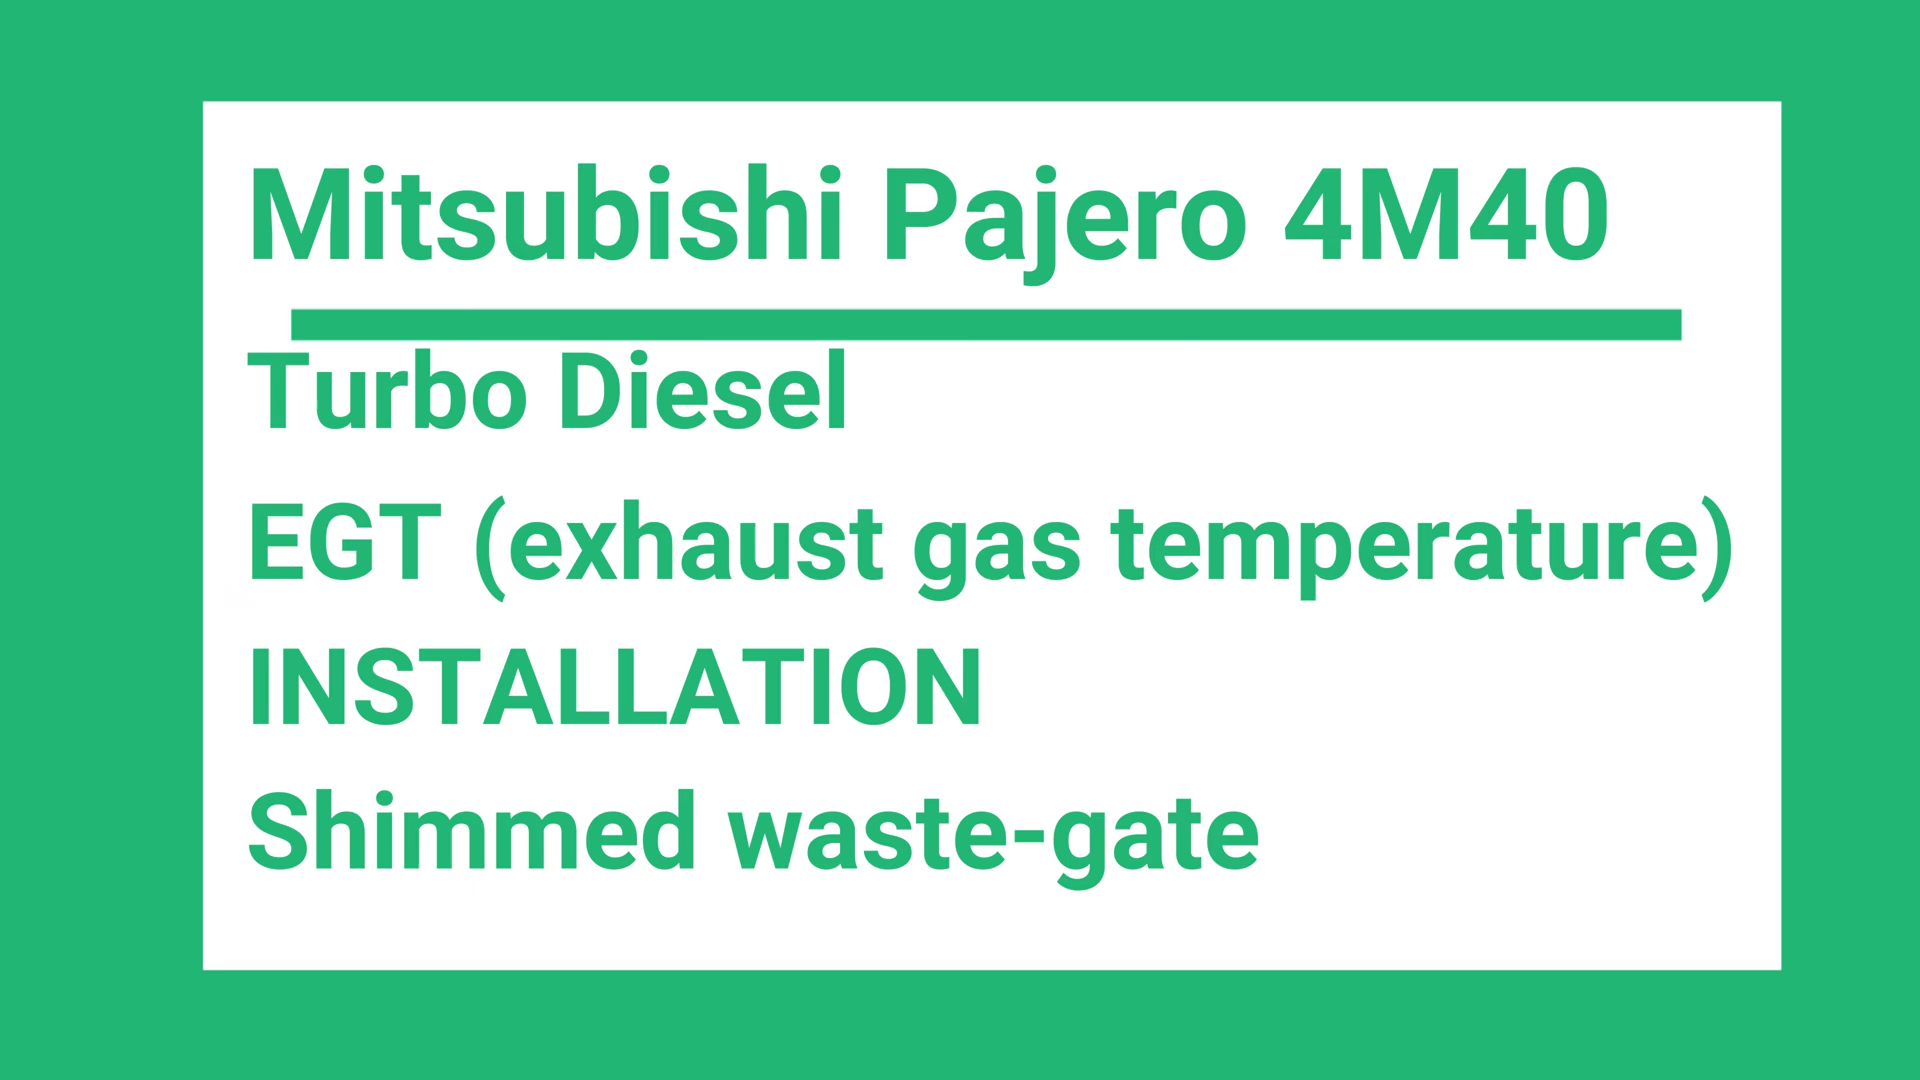 Mitsubishi Pajero 4M40
Turbo Diesel
EGT (exhaust gas temperature)
INSTALLATION
Shimmed waste-gate